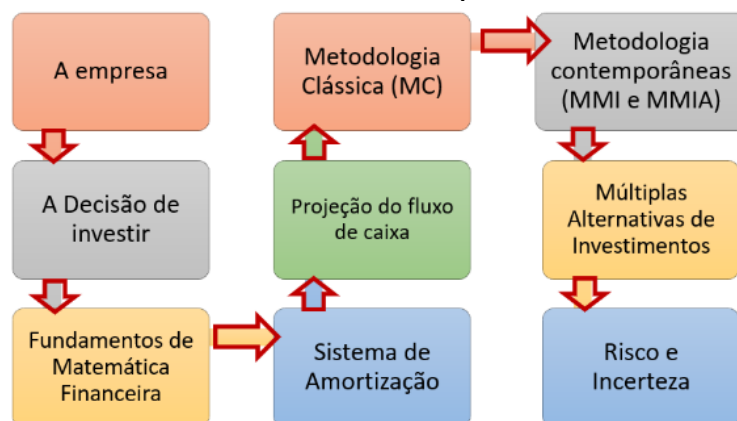 A empresa
A Decisão de
investir
Fundamentos de
Matemática
Financeira
Sistema de
Amortização
Projeção do fluxo
de caixa
Metodologia
Clássica (MC)
Metodologia
contemporâneas
(MMI e MMIA)
Múltiplas
Alternativas de
Investimentos
Risco e
Incerteza